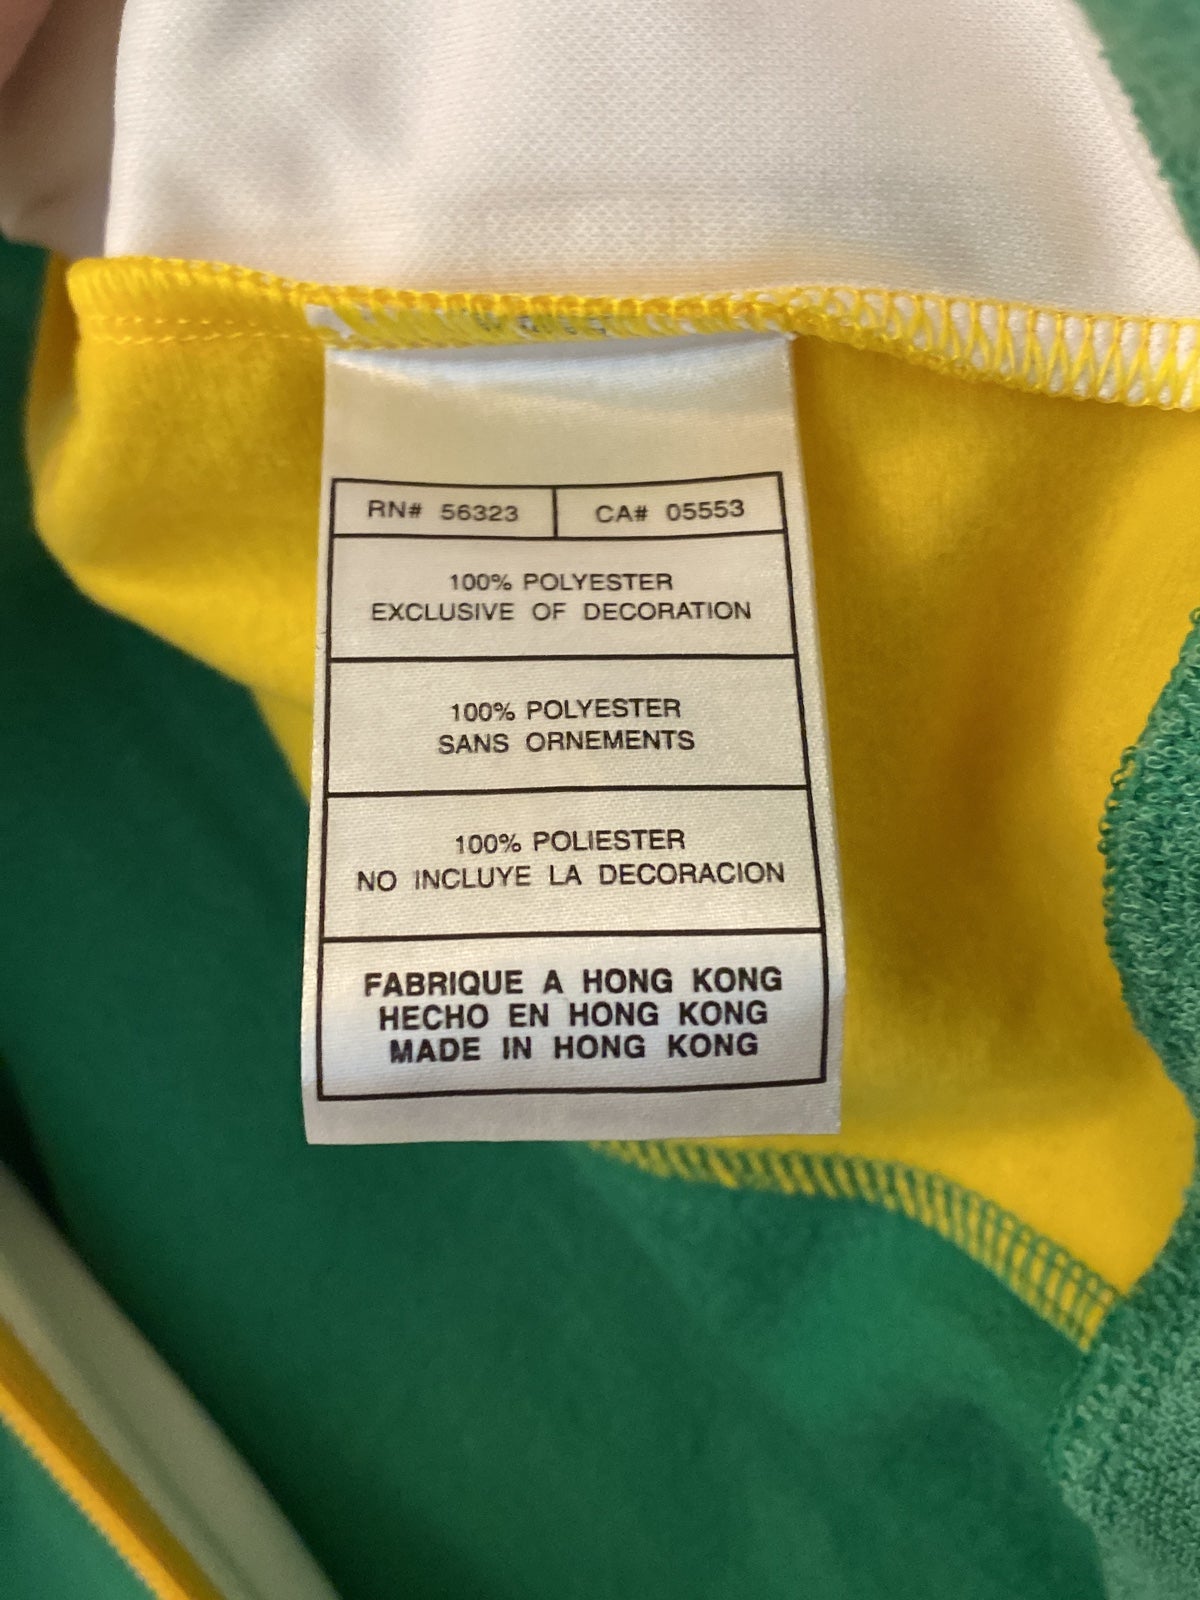 RN# 56323
CA# 05553
100% POLYESTER
EXCLUSIVE OF DECORATION
100% POLYESTER
SANS ORNEMENTS
100% POLIESTER
NO INCLUYE LA DECORACION
FABRIQUE A HONG KONG
HECHO EN HONG KONG
MADE IN HONG KONG